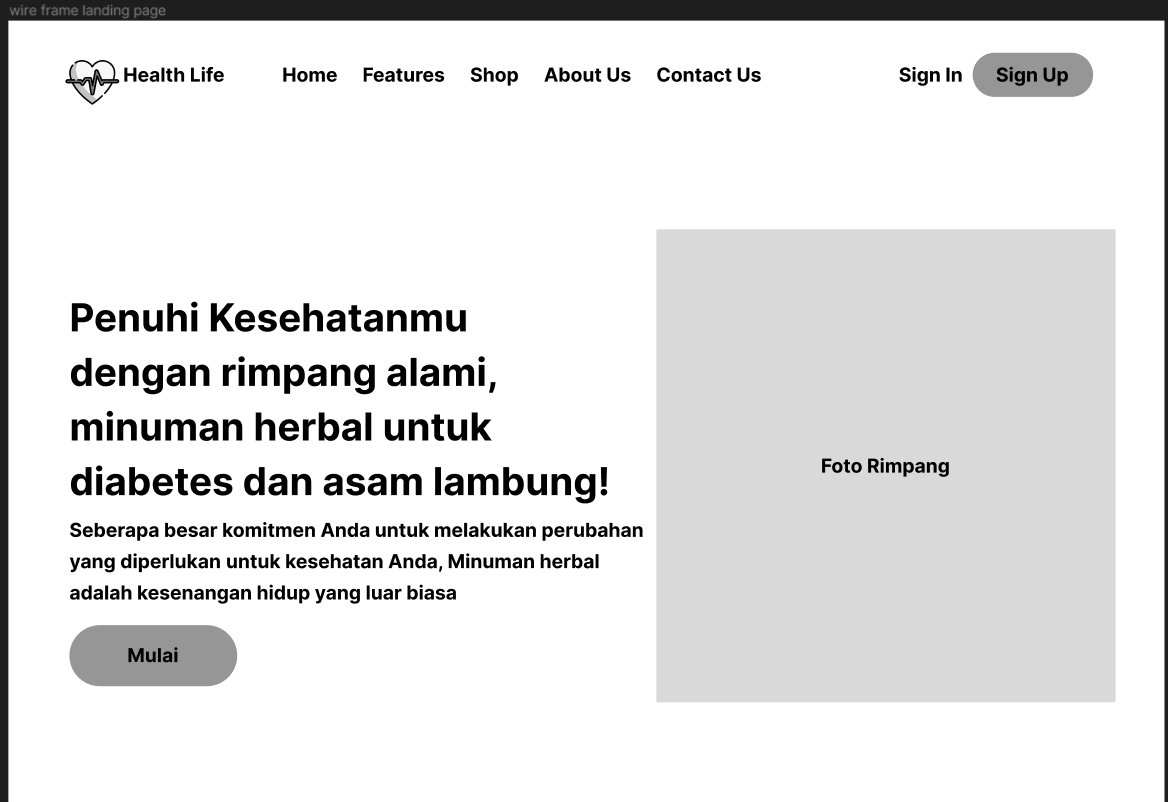 wire frame landing page
Health Life
Home
Features
Shop
About Us
Contact Us
Sign In
Sign Up
Penuhi Kesehatanmu
dengan rimpang alami,
minuman herbal untuk
diabetes dan asam lambung!
Seberapa besar komitmen Anda untuk melakukan perubahan
yang diperlukan untuk kesehatan Anda, Minuman herbal
adalah kesenangan hidup yang luar biasa
Mulai
Foto Rimpang